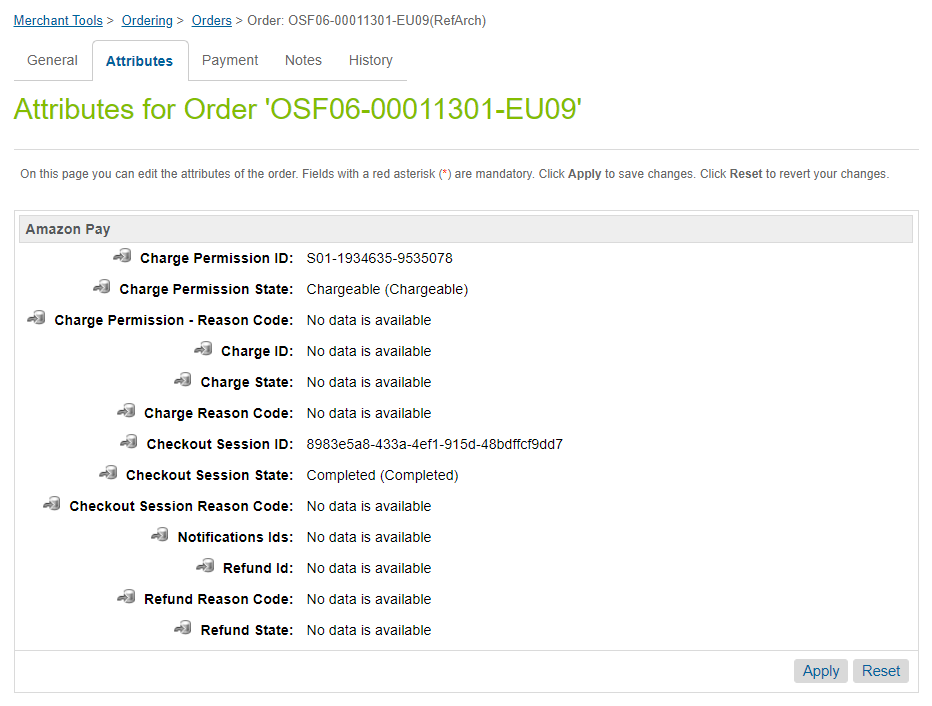 Merchant Tools > Ordering > Orders > Order: OSF06-00011301-EU09(RefArch)
General Attributes Payment Notes History
Attributes for Order 'OSF06-00011301-EU09'
On this page you can edit the attributes of the order. Fields with a red asterisk (*) are mandatory. Click Apply to save changes. Click Reset to revert your changes.
Amazon Pay
Charge Permission ID: S01-1934635-9535078
Charge Permission State: Chargeable (Chargeable)
Charge Permission - Reason Code: No data is available
Charge ID: No data is available
Charge State: No data is available
Charge Reason Code: No data is available
Checkout Session ID: 8983e5a8-433a-4ef1-915d-48bdffcf9dd7
Checkout Session State: Completed (Completed)
Checkout Session Reason Code: No data is available
Notifications Ids: No data is available
Refund Id: No data is available
Refund Reason Code: No data is available
Refund State: No data is available
Apply Reset